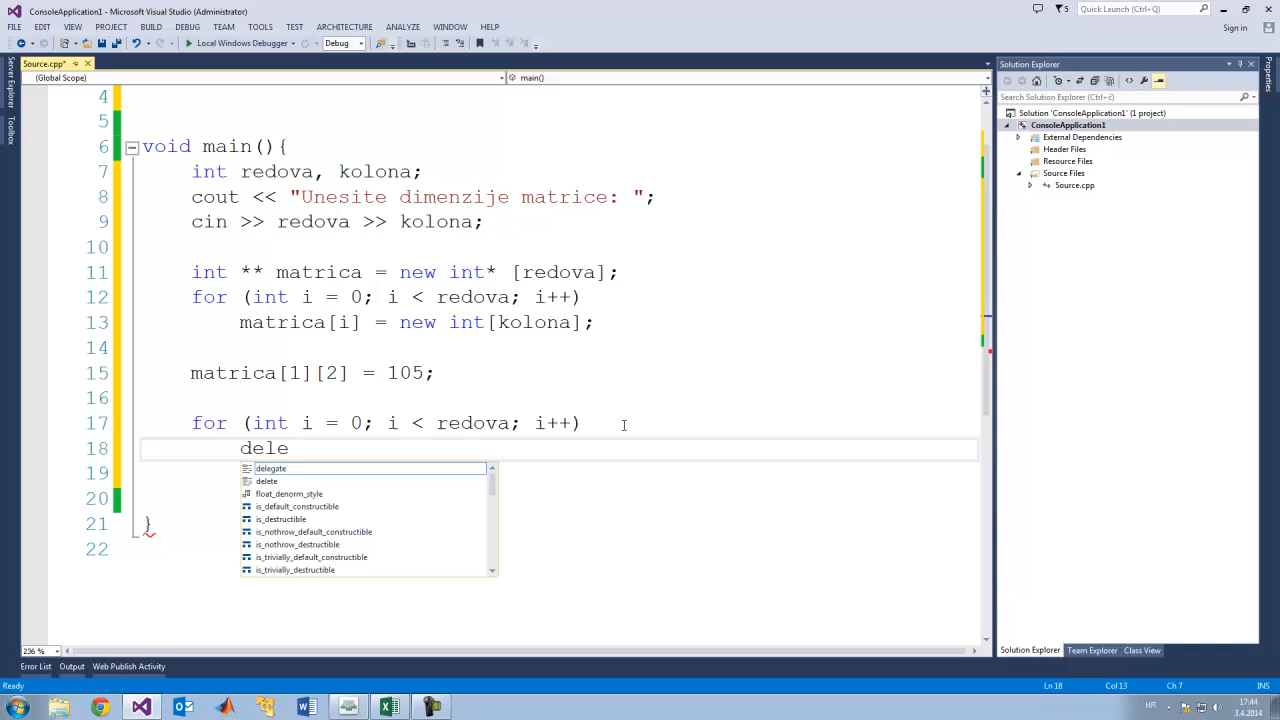 ConsoleApplication1 - Microsoft Visual Studio (Administrator)
5
Quick Launch (Ctrl+Q)
FILE EDIT VIEW PROJECT BUILD DEBUG TEAM TOOLS TEST ARCHITECTURE ANALYZE WINDOW HELP
Sign in
Local Windows Debugger
Debug
Server Explorer
Toolbox
Source.cpp*
(Global Scope)
main()
4
5
6 void main(){
7 int redova, kolona;
8 cout << "Unesite dimenzije matrice: ";
9 cin >> redova >> kolona;
10
11 int ** matrica = new int* [redova];
12 for (int i = 0; i < redova; i++)
13 matrica[i] = new int[kolona];
14
15 matrica[1][2] = 105;
16
17 for (int i = 0; i < redova; i++)
18 dele
19
20
21 }
22
delegate
delete
float_denorm_style
is_default_constructible
is_destructible
is_nothrow_default_constructible
is_nothrow_destructible
is_trivially_default_constructible
is_trivially_destructible
236 %
Solution Explorer
Search Solution Explorer (Ctrl+č)
Solution 'ConsoleApplication1' (1 project)
ConsoleApplication1
External Dependencies
Header Files
Resource Files
Source Files
Source.cpp
Properties
Solution Explorer Team Explorer Class View
Error List Output Web Publish Activity
Ready
Ln 18 Col 13 Ch 7 INS
HR
17:44
3.4.2014